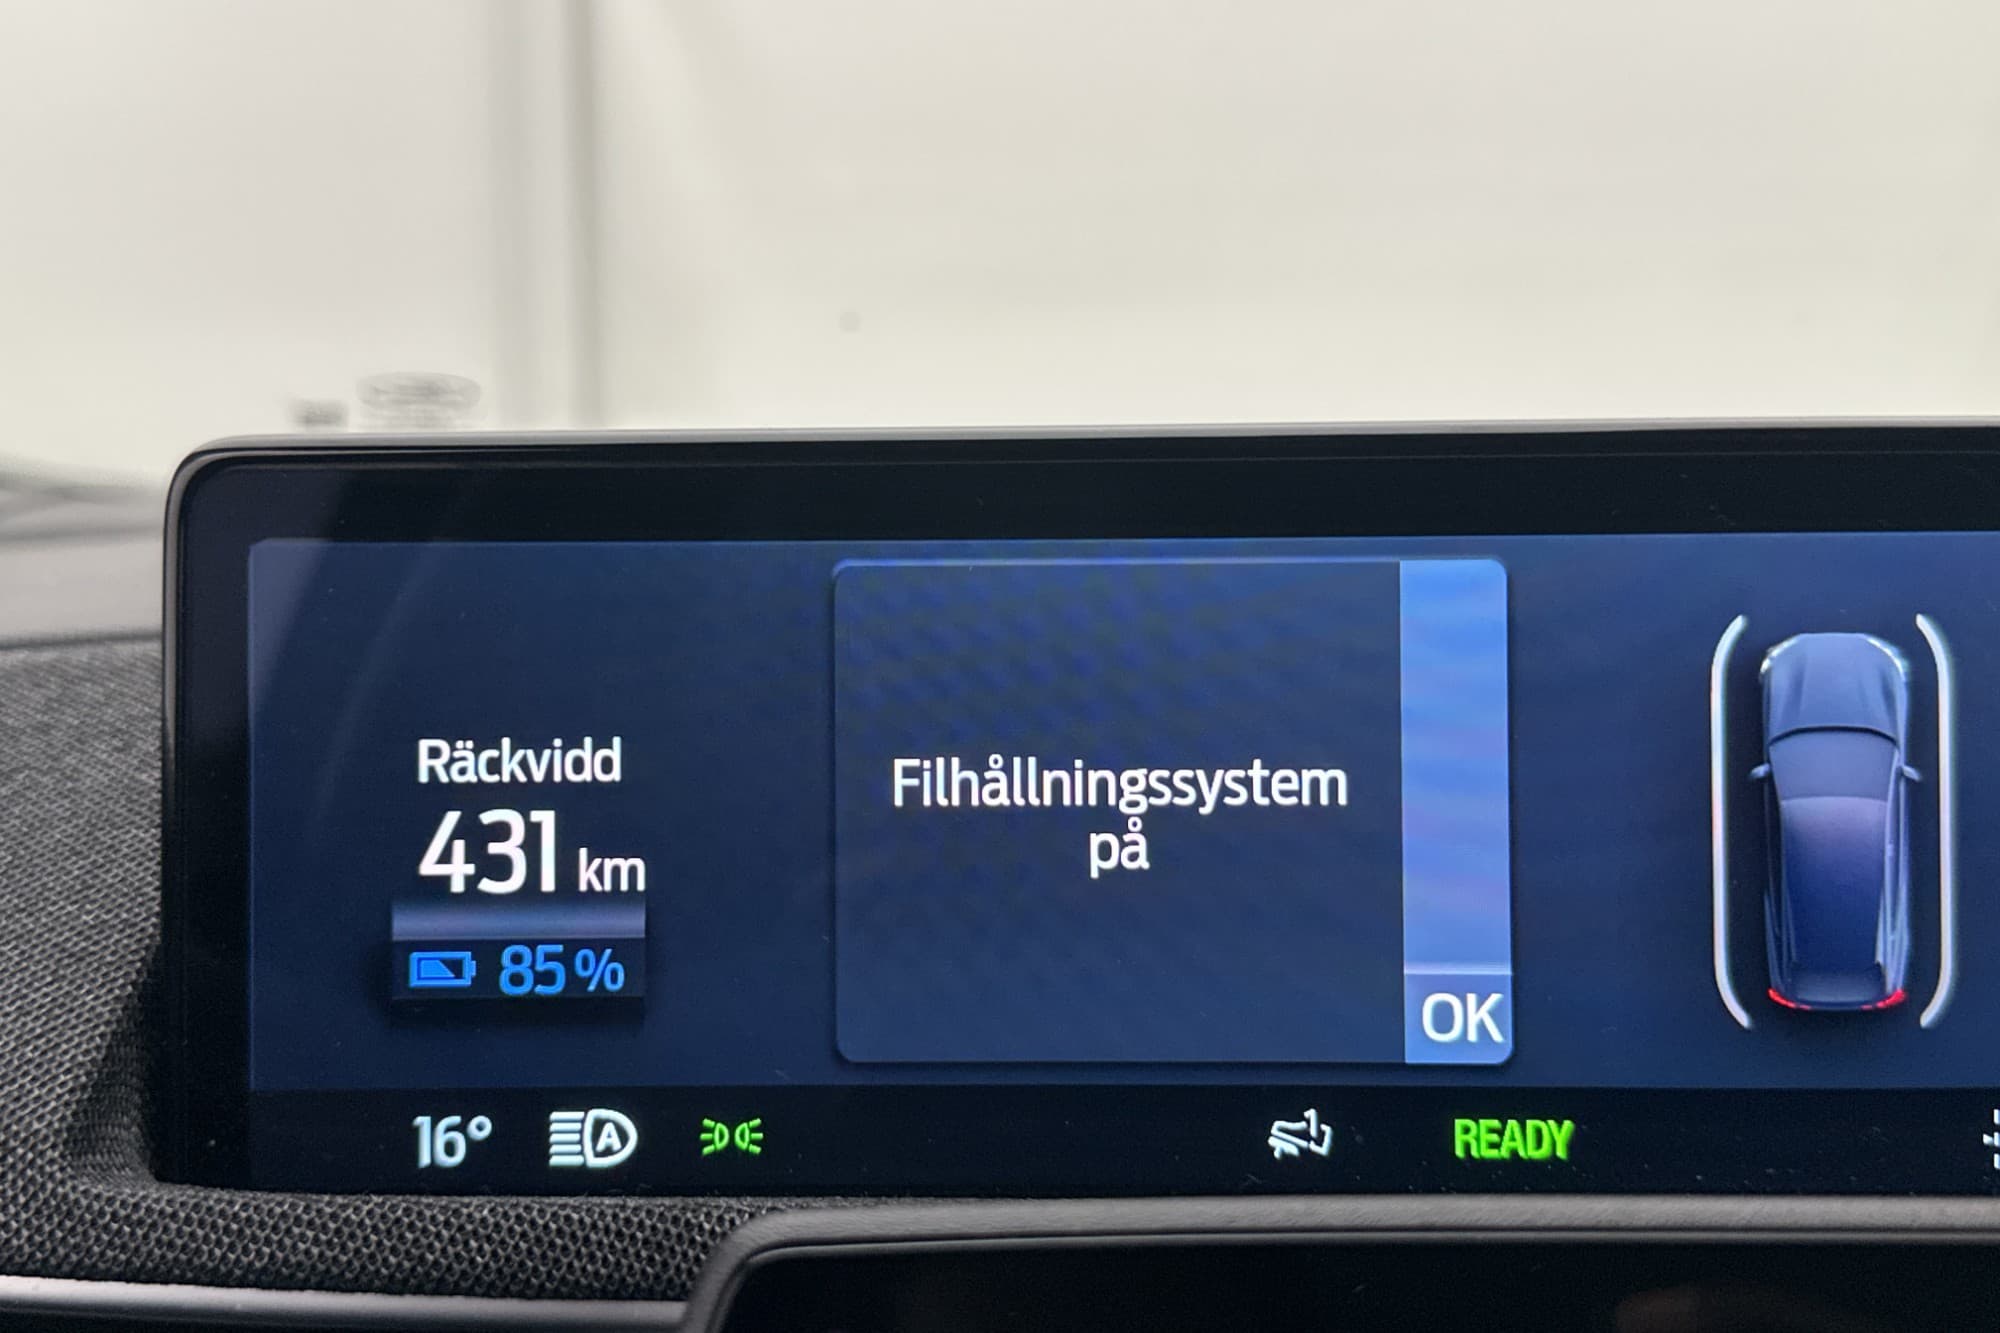 Räckvidd
431 km
85%
Filhållningssystem
på
OK
16°
A
READY